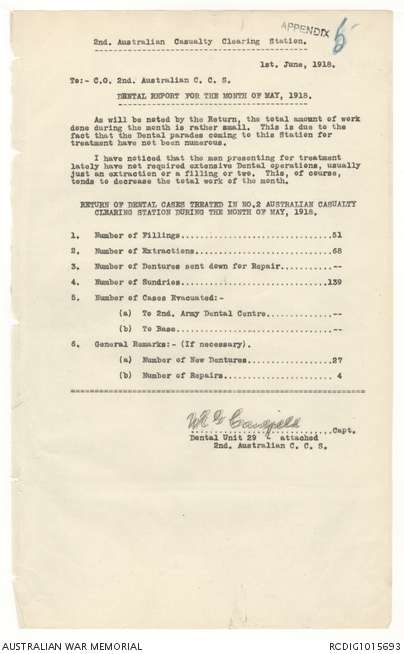 APPENDIX 6
2nd. Australian Casualty Clearing Station.
1st. June, 1918.
To:- C.O. 2nd. Australian C. C. S.
DENTAL REPORT FOR THE MONTH OF MAY, 1918.
As will be noted by the Return, the total amount of work
done during the month is rather small. This is due to the
fact that the Dental parades coming to this Station for
treatment have not been numerous.
I have noticed that the men presenting for treatment
lately have not required extensive Dental operations, usually
just an extraction or a filling or two. This, of course,
tends to decrease the total work of the month.
RETURN OF DENTAL CASES TREATED IN NO.2 AUSTRALIAN CASUALTY
CLEARING STATION DURING THE MONTH OF MAY, 1918.
1. Number of Fillings..............................51
2. Number of Extractions...........................68
3. Number of Dentures sent down for Repair...........--
4. Number of Sundries.............................139
5. Number of Cases Evacuated:-
(a) To 2nd. Army Dental Centre.............--
(b) To Base................................--
6. General Remarks:- (If necessary).
(a) Number of New Dentures.................27
(b) Number of Repairs...................... 4
..............................Capt.
Dental Unit 29 - attached
2nd. Australian C. C. S.
AUSTRALIAN WAR MEMORIAL
RCDIG1015693